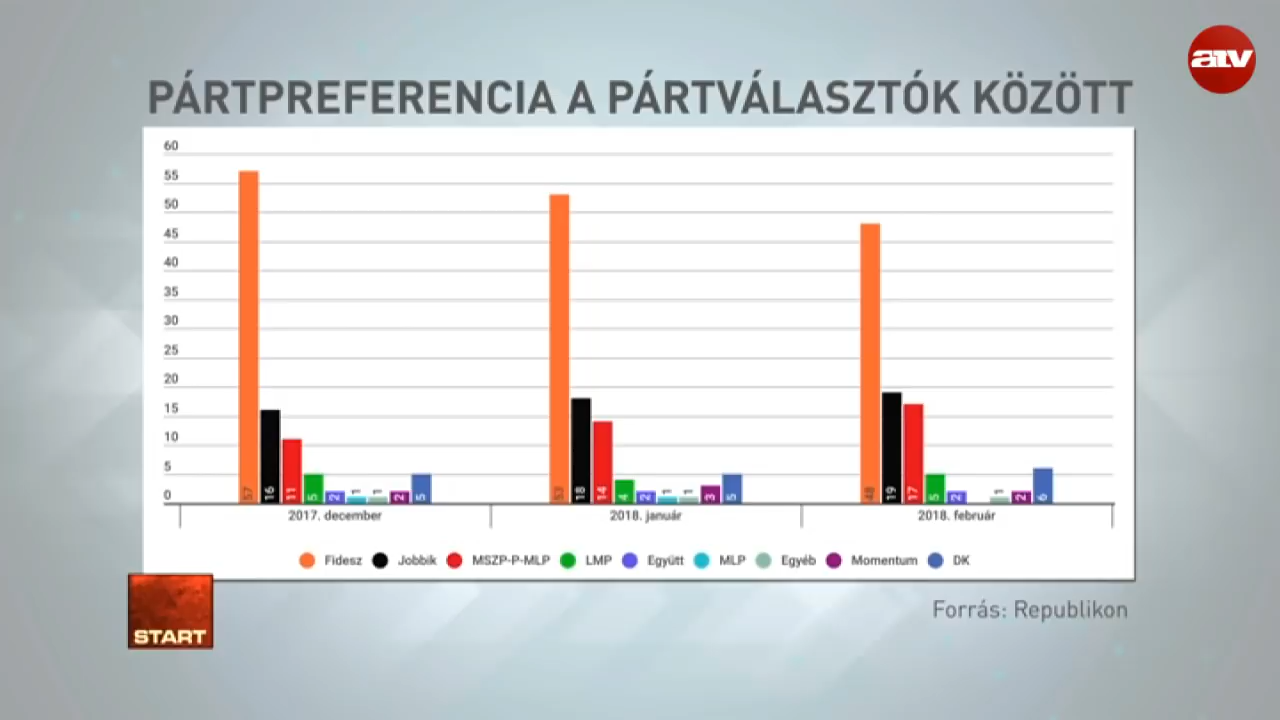 atv
PÁRTPREFERENCIA A PÁRTVÁLASZTÓK KÖZÖTT
60
55
50
45
40
35
30
25
20
15
10
5
0
57 16 11 5 2 1 1 2 5
53 18 14 4 2 1 1 3 5
48 19 17 5 2 1 2 6
2017. december 2018. január 2018. február
Fidesz Jobbik MSZP-P-MLP LMP Együtt MLP Egyéb Momentum DK
START
Forrás: Republikon